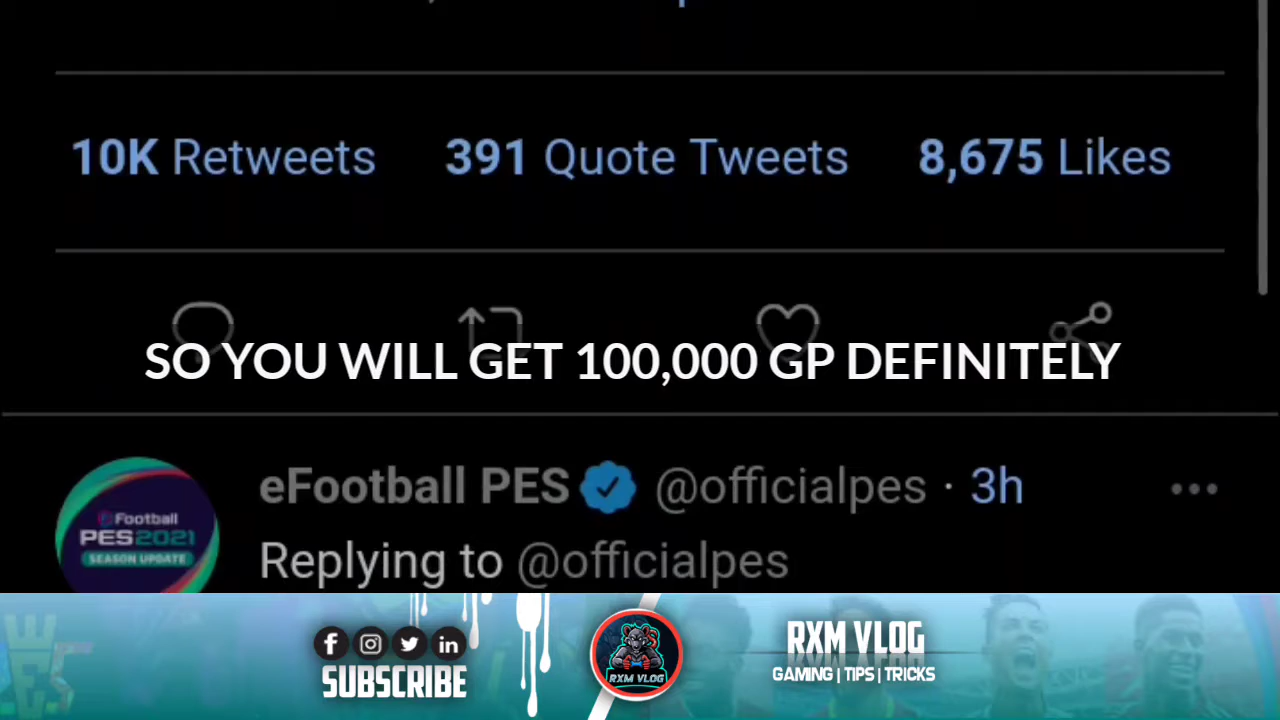 10K Retweets 391 Quote Tweets 8,675 Likes
SO YOU WILL GET 100,000 GP DEFINITELY
eFootball PES @officialpes · 3h
Football
PES2021
SEASON UPDATE
Replying to @officialpes
SUBSCRIBE
RXM VLOG
RXM VLOG
GAMING | TIPS | TRICKS